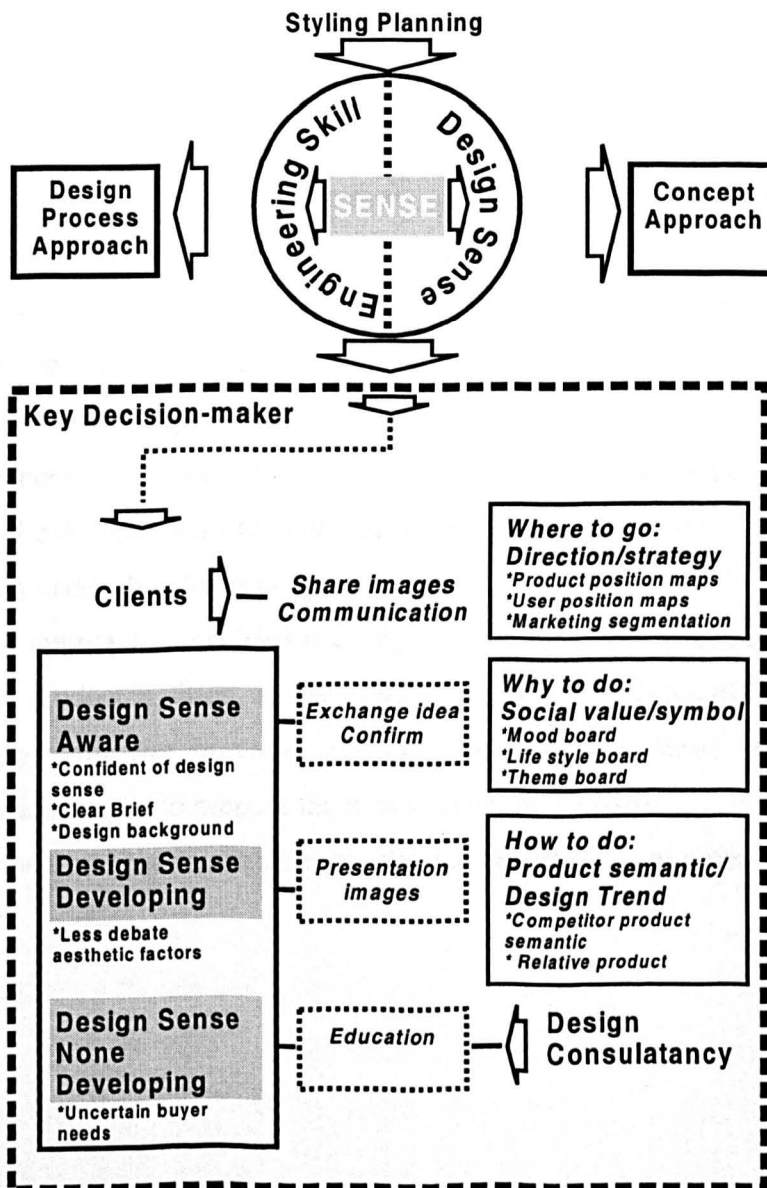 Styling Planning
Engineering Skill
Design Sense
SENSE
Design
Process
Approach
Concept
Approach
Key Decision-maker
Clients
Share images
Communication
Where to go:
Direction/strategy
*Product position maps
*User position maps
*Marketing segmentation
Design Sense
Aware
*Confident of design
sense
*Clear Brief
*Design background
Exchange idea
Confirm
Why to do:
Social value/symbol
*Mood board
*Life style board
*Theme board
Design Sense
Developing
*Less debate
aesthetic factors
Presentation
images
How to do:
Product semantic/
Design Trend
*Competitor product
semantic
* Relative product
Design Sense
None
Developing
*Uncertain buyer
needs
Education
Design
Consulatancy